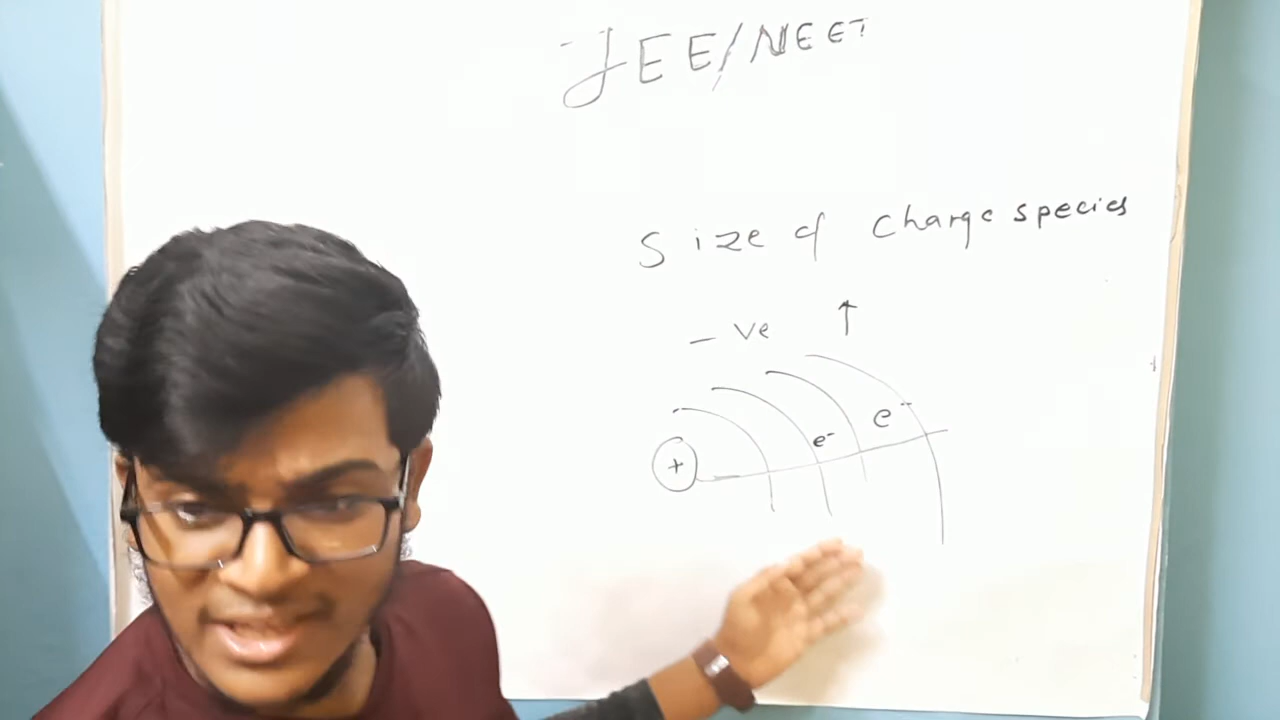 JEE/NEET
Size of Charge species
- ve ↑
e⁻ e⁻
+